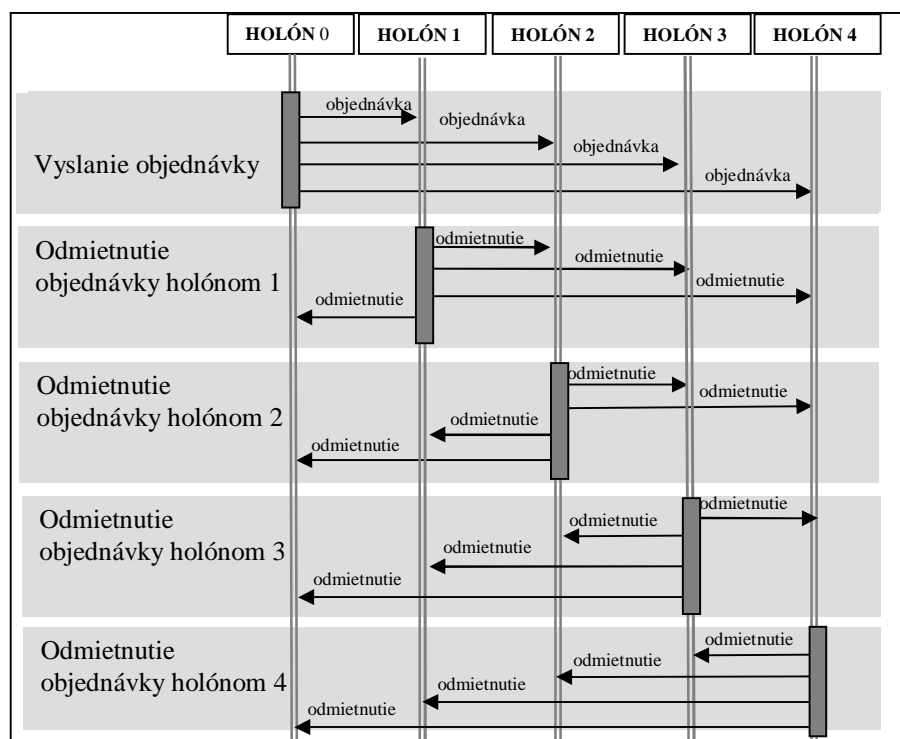 HOLÓN 0 HOLÓN 1 HOLÓN 2 HOLÓN 3 HOLÓN 4
objednávka
objednávka
objednávka
objednávka
Vyslanie objednávky
Odmietnutie
objednávky holónom 1
odmietnutie
odmietnutie
odmietnutie
odmietnutie
Odmietnutie
objednávky holónom 2
odmietnutie
odmietnutie
odmietnutie
odmietnutie
Odmietnutie
objednávky holónom 3
odmietnutie
odmietnutie
odmietnutie
odmietnutie
Odmietnutie
objednávky holónom 4
odmietnutie
odmietnutie
odmietnutie
odmietnutie